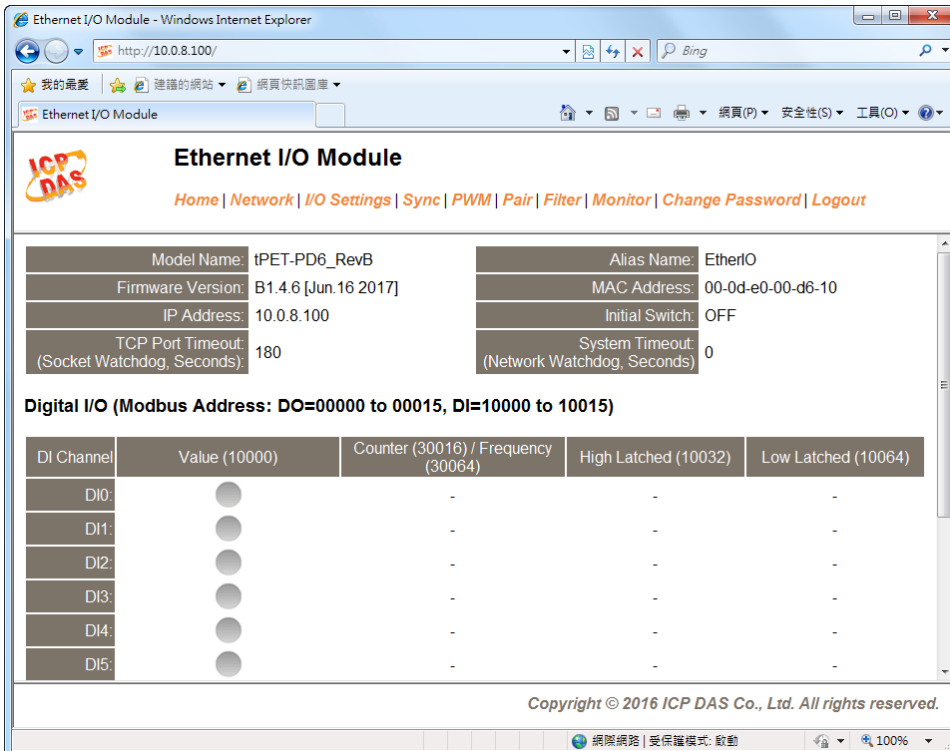 Ethernet I/O Module - Windows Internet Explorer
http://10.0.8.100/
Bing
我的最愛 建議的網站 網頁快訊圖庫
Ethernet I/O Module
網頁(P) 安全性(S) 工具(O)
ICP DAS
Ethernet I/O Module
Home | Network | I/O Settings | Sync | PWM | Pair | Filter | Monitor | Change Password | Logout
Model Name: tPET-PD6_RevB Alias Name: EtherIO
Firmware Version: B1.4.6 [Jun.16 2017] MAC Address: 00-0d-e0-00-d6-10
IP Address: 10.0.8.100 Initial Switch: OFF
TCP Port Timeout: (Socket Watchdog, Seconds): 180 System Timeout: (Network Watchdog, Seconds) 0
Digital I/O (Modbus Address: DO=00000 to 00015, DI=10000 to 10015)
DI Channel Value (10000) Counter (30016) / Frequency (30064) High Latched (10032) Low Latched (10064)
DI0: - - -
DI1: - - -
DI2: - - -
DI3: - - -
DI4: - - -
DI5: - - -
Copyright © 2016 ICP DAS Co., Ltd. All rights reserved.
網際網路 | 受保護模式: 啟動 100%